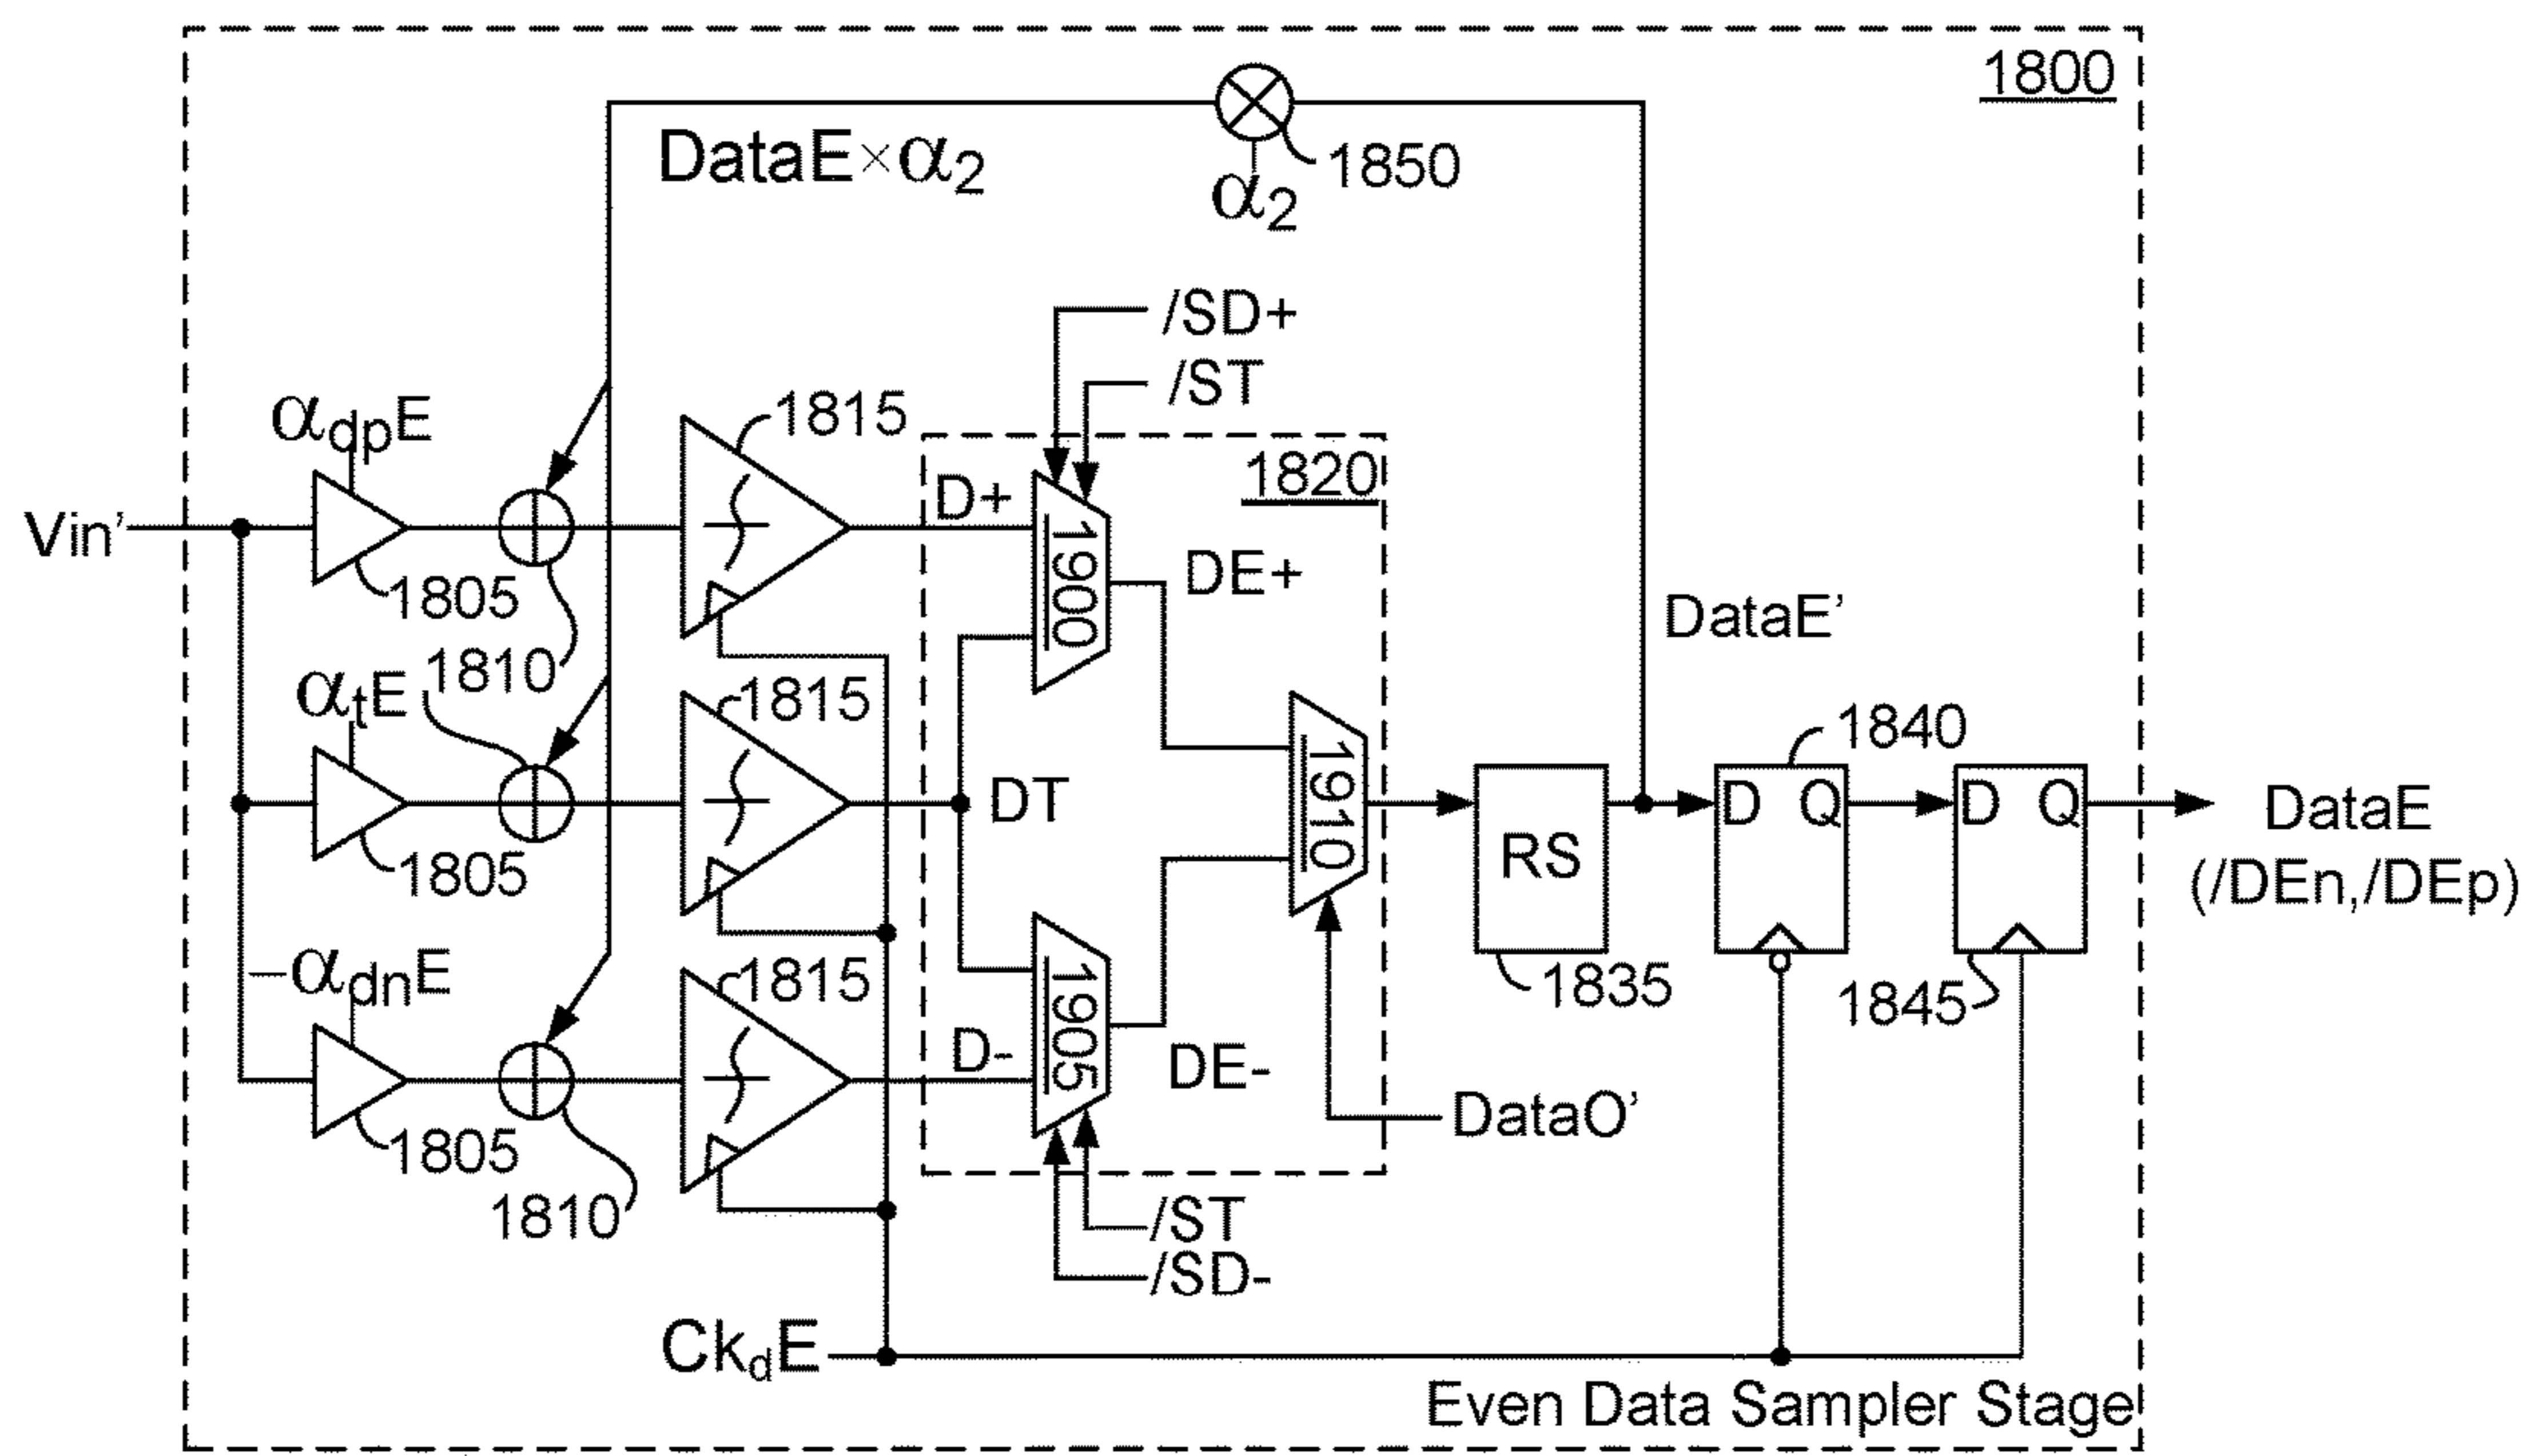 1800
DataE×α2
α2
1850
/SD+
/ST
αdpE
1815
1820
D+
1900
DE+
Vin'
1805
1810
DataE'
αtE
1815
1840
1805
DT
1910
RS
D Q
D Q
DataE
(/DEn,/DEp)
1835
1845
–αdnE
1815
D-
1905
DE-
1805
1810
DataO'
/ST
/SD-
CkdE
Even Data Sampler Stage